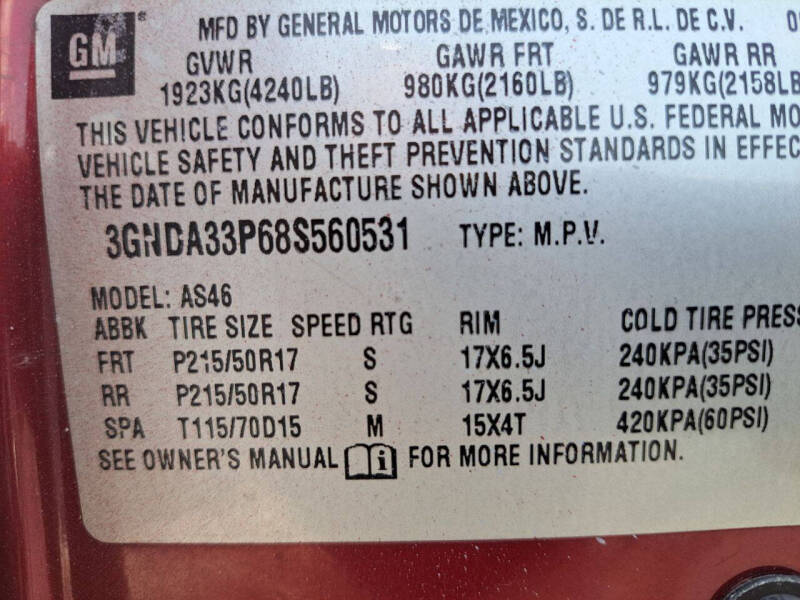 GM
MFD BY GENERAL MOTORS DE MEXICO, S. DE R.L. DE C.V.
GVWR GAWR FRT GAWR RR
1923KG(4240LB) 980KG(2160LB) 979KG(2158LB
THIS VEHICLE CONFORMS TO ALL APPLICABLE U.S. FEDERAL MO
VEHICLE SAFETY AND THEFT PREVENTION STANDARDS IN EFFEC
THE DATE OF MANUFACTURE SHOWN ABOVE.
3GNDA33P68S560531 TYPE: M.P.V.
MODEL: AS46
ABBK TIRE SIZE SPEED RTG RIM COLD TIRE PRESS
FRT P215/50R17 S 17X6.5J 240KPA(35PSI)
RR P215/50R17 S 17X6.5J 240KPA(35PSI)
SPA T115/70D15 M 15X4T 420KPA(60PSI)
SEE OWNER'S MANUAL i FOR MORE INFORMATION.